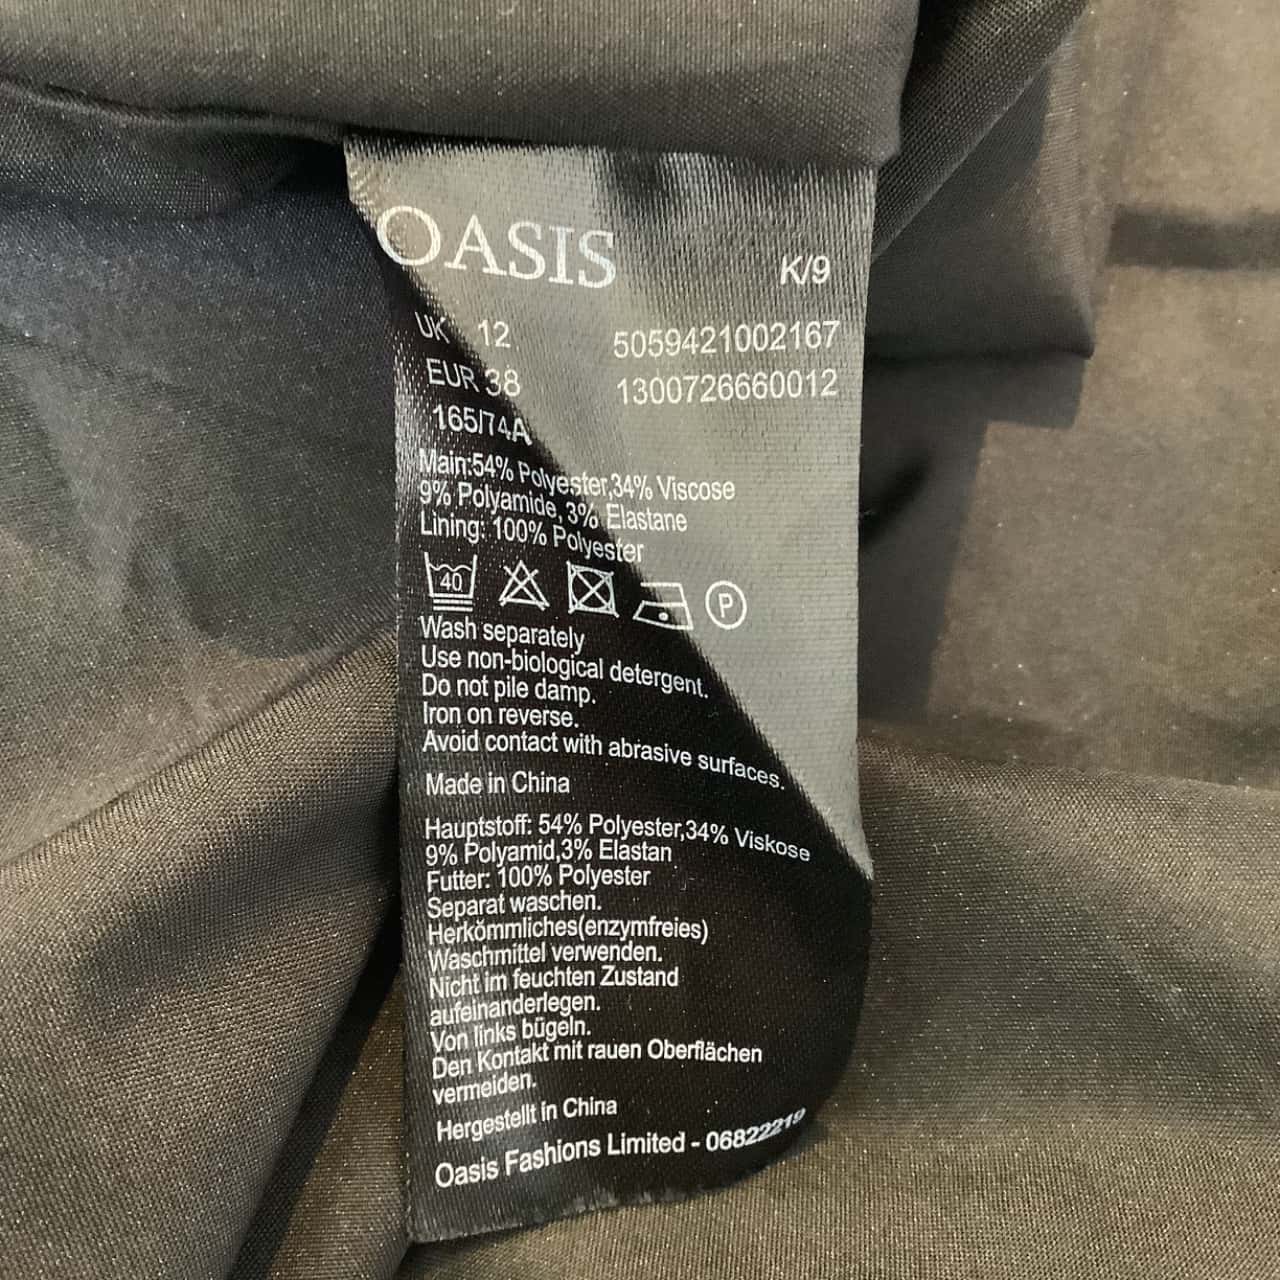 OASIS
K/9
UK 12 5059421002167
EUR 38 1300726660012
165/74A
Main:54% Polyester,34% Viscose
9% Polyamide, 3% Elastane
Lining: 100% Polyester
40 P
Wash separately
Use non-biological detergent.
Do not pile damp.
Iron on reverse.
Avoid contact with abrasive surfaces.
Made in China
Hauptstoff: 54% Polyester,34% Viskose
9% Polyamid,3% Elastan
Futter: 100% Polyester
Separat waschen.
Herkŏmmliches(enzymfreies)
Waschmittel verwenden.
Nicht im feuchten Zustand
aufeinanderlegen.
Von links bügeln.
Den Kontakt mit rauen Oberflächen
vermeiden.
Hergestellt in China
Oasis Fashions Limited - 06822219